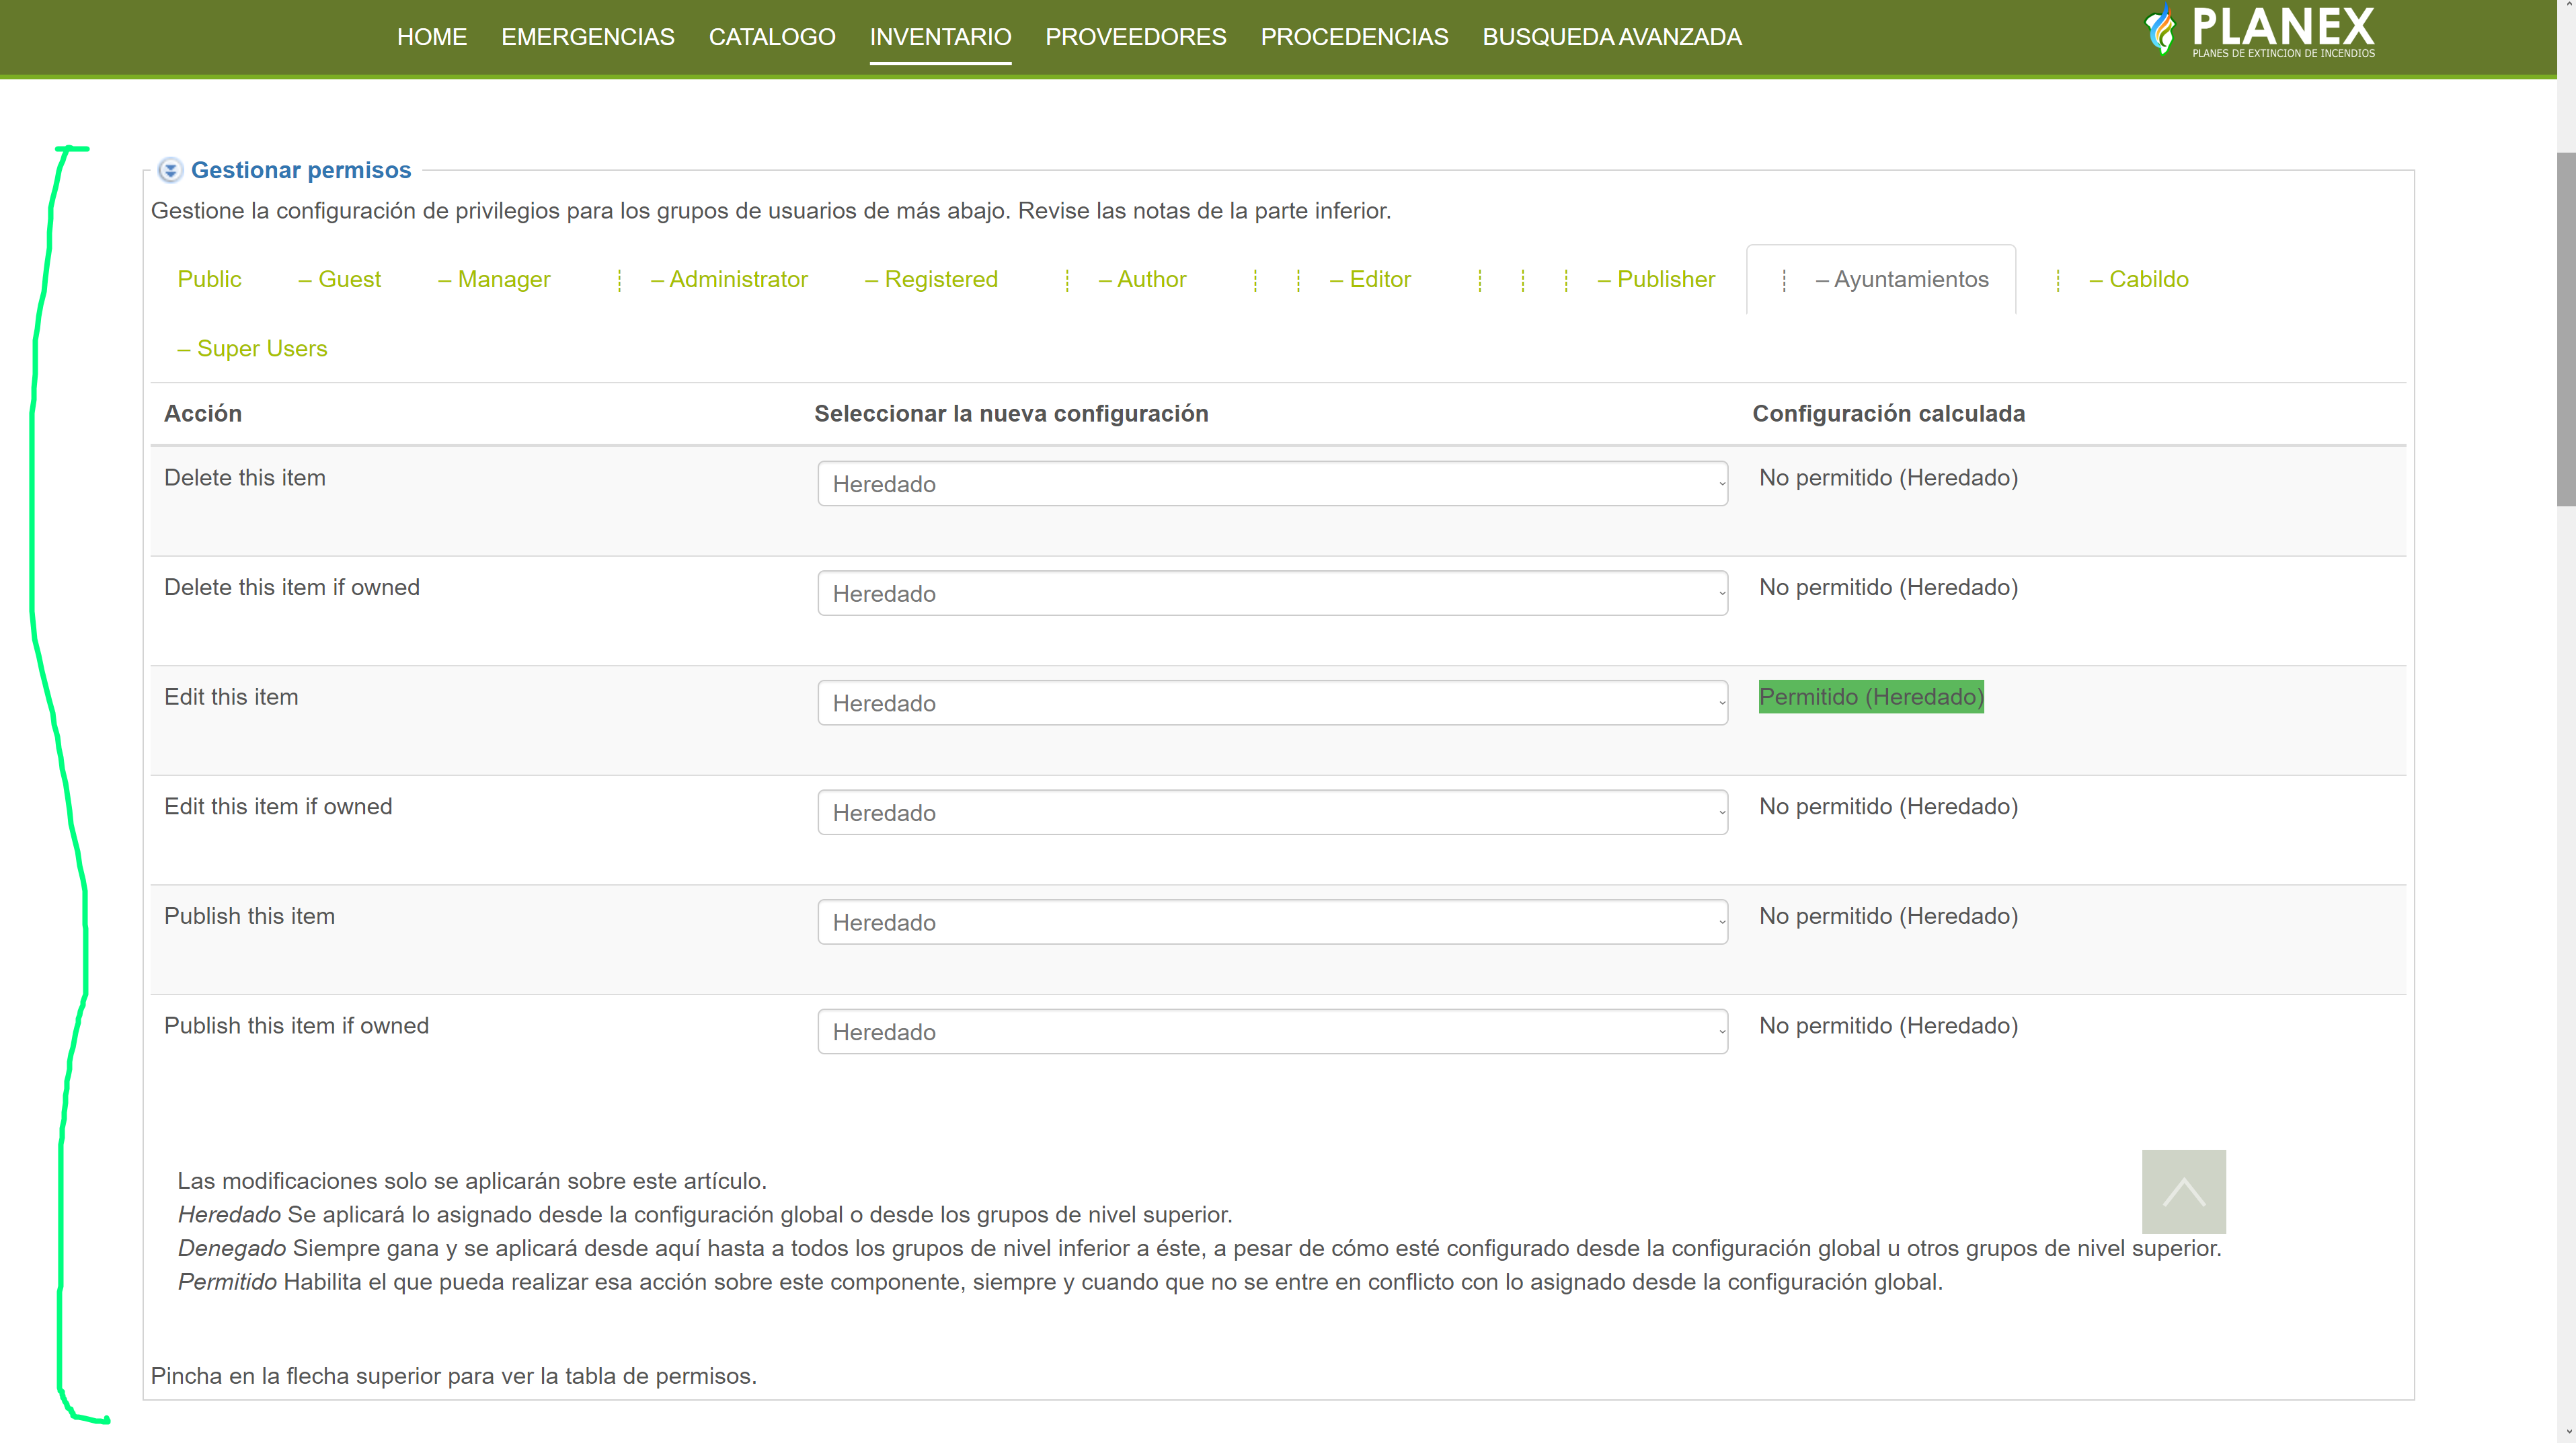 HOME EMERGENCIAS CATALOGO INVENTARIO PROVEEDORES PROCEDENCIAS BUSQUEDA AVANZADA
PLANEX
PLANES DE EXTINCION DE INCENDIOS
Gestionar permisos
Gestione la configuración de privilegios para los grupos de usuarios de más abajo. Revise las notas de la parte inferior.
Public – Guest – Manager ┊ – Administrator – Registered ┊ – Author ┊ ┊ – Editor ┊ ┊ ┊ – Publisher ┊ – Ayuntamientos ┊ – Cabildo
– Super Users
Acción Seleccionar la nueva configuración Configuración calculada
Delete this item Heredado No permitido (Heredado)
Delete this item if owned Heredado No permitido (Heredado)
Edit this item Heredado Permitido (Heredado)
Edit this item if owned Heredado No permitido (Heredado)
Publish this item Heredado No permitido (Heredado)
Publish this item if owned Heredado No permitido (Heredado)
Las modificaciones solo se aplicarán sobre este artículo.
Heredado Se aplicará lo asignado desde la configuración global o desde los grupos de nivel superior.
Denegado Siempre gana y se aplicará desde aquí hasta a todos los grupos de nivel inferior a éste, a pesar de cómo esté configurado desde la configuración global u otros grupos de nivel superior.
Permitido Habilita el que pueda realizar esa acción sobre este componente, siempre y cuando que no se entre en conflicto con lo asignado desde la configuración global.
Pincha en la flecha superior para ver la tabla de permisos.